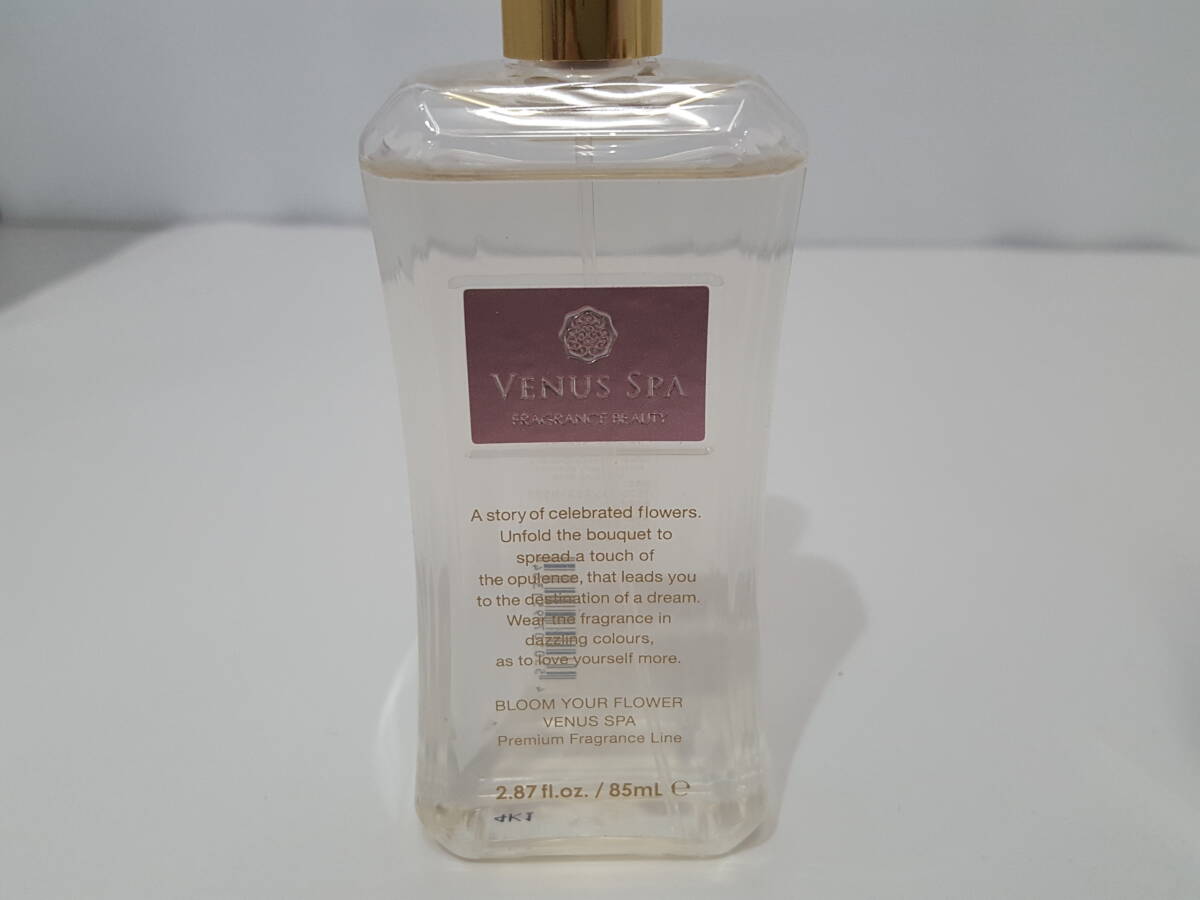 VENUS SPA
FRAGRANCE BEAUTY
A story of celebrated flowers.
Unfold the bouquet to
spread a touch of
the opulence, that leads you
to the destination of a dream.
Wear the fragrance in
dazzling colours,
as to love yourself more.
BLOOM YOUR FLOWER
VENUS SPA
Premium Fragrance Line
2.87 fl.oz. / 85mL ℮
4K1